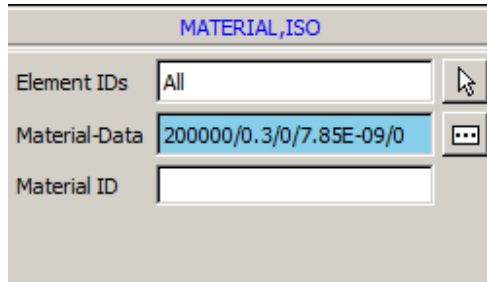 MATERIAL,ISO
Element IDs All
Material-Data 200000/0.3/0/7.85E-09/0
Material ID